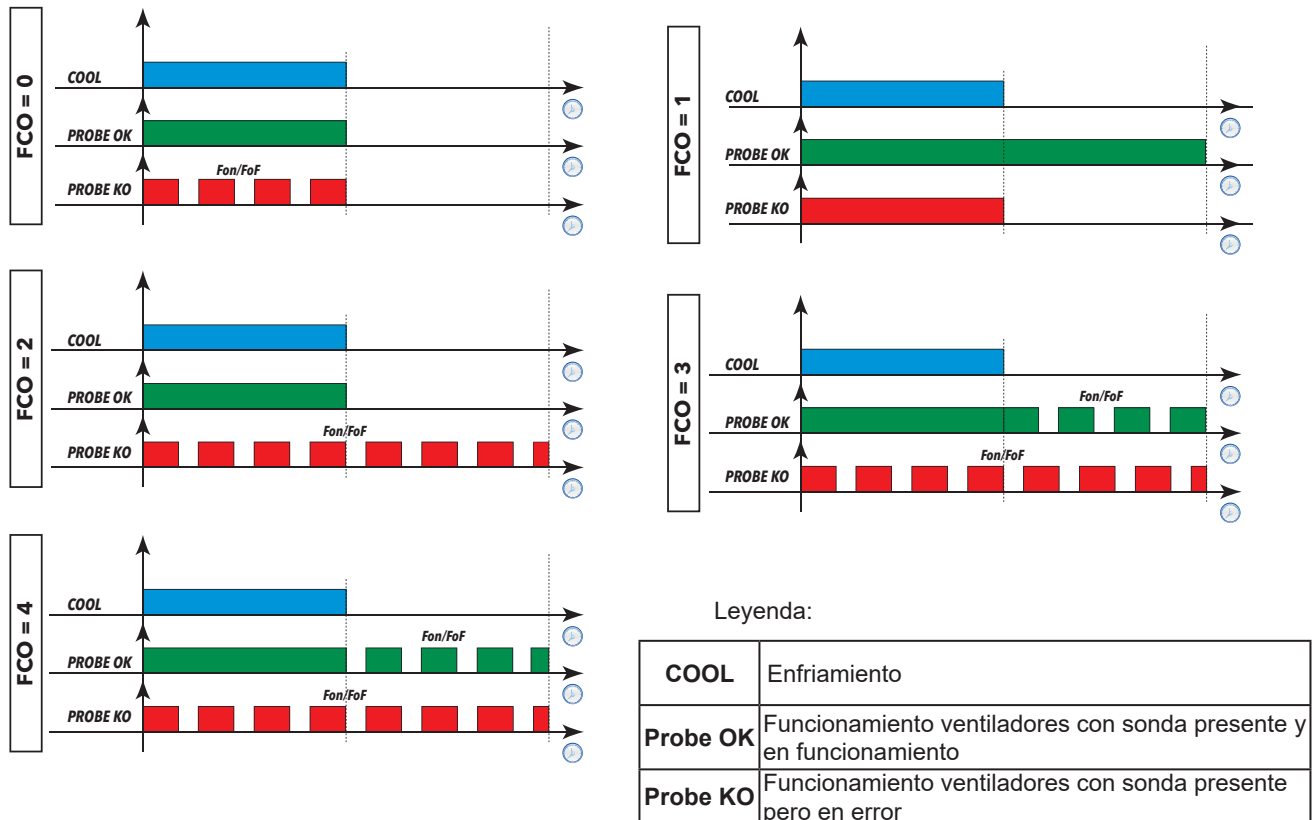 FCO = 0
COOL
PROBE OK
Fon/FoF
PROBE KO
FCO = 1
COOL
PROBE OK
PROBE KO
FCO = 2
COOL
PROBE OK
Fon/FoF
PROBE KO
FCO = 3
COOL
Fon/FoF
PROBE OK
Fon/FoF
PROBE KO
FCO = 4
COOL
Fon/FoF
PROBE OK
Fon/FoF
PROBE KO
Leyenda:
COOL Enfriamiento
Probe OK Funcionamiento ventiladores con sonda presente y
en funcionamiento
Probe KO Funcionamiento ventiladores con sonda presente
pero en error